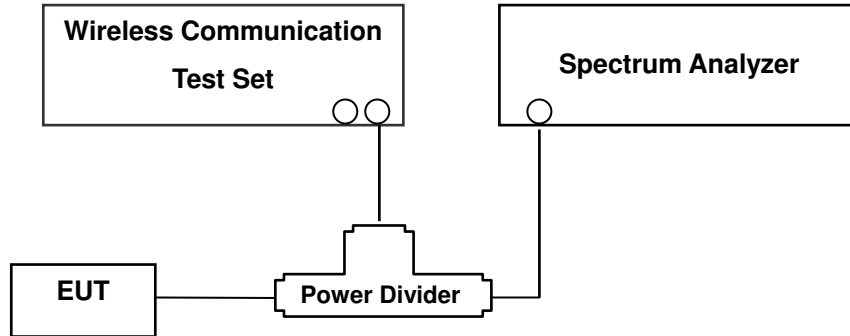 Wireless Communication
Test Set
Spectrum Analyzer
EUT
Power Divider